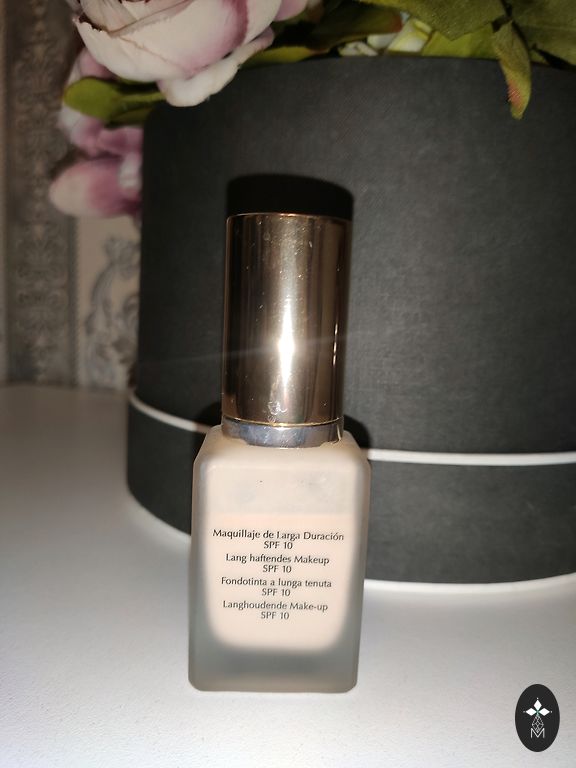 Maquillaje de Larga Duración
SPF 10
Lang haftendes Makeup
SPF 10
Fondotinta a lunga tenuta
SPF 10
Langhoudende Make-up
SPF 10
M